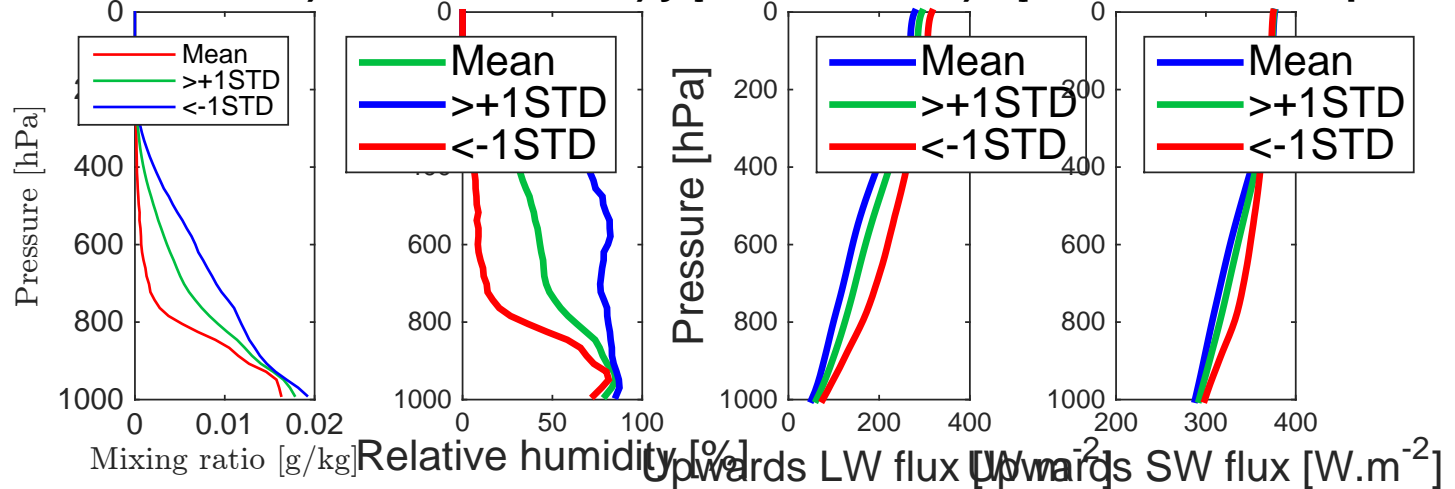 0
0
0
0
Mean
>+1STD
<-1STD
Mean
>+1STD
<-1STD
Mean
>+1STD
<-1STD
Mean
>+1STD
<-1STD
Pressure [hPa]
Pressure [hPa]
200
200
400
400
400
600
600
600
600
800
800
800
800
1000
1000
1000
1000
0
0.01
0.02
0
50
100
0
200
400
200
300
400
Mixing ratio [g/kg]
Relative humidity [%]
Upwards LW flux [W.m-2]
Upwards SW flux [W.m-2]